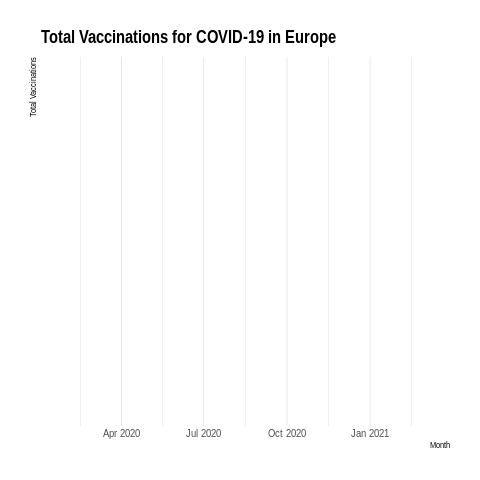 Total Vaccinations for COVID-19 in Europe
Total Vaccinations
Apr 2020
Jul 2020
Oct 2020
Jan 2021
Month